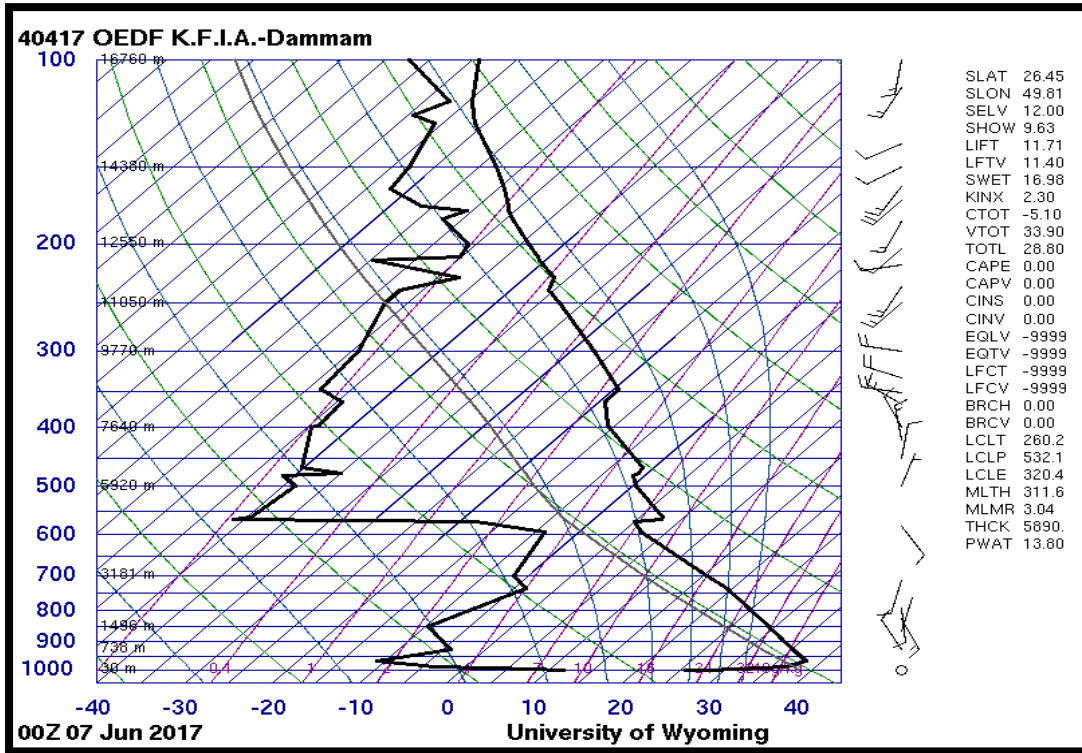 40417 OEDF K.F.I.A.-Dammam
100
16760 m
14380 m
200
12550 m
11050 m
300
9770 m
400
7640 m
500
5920 m
600
700
3181 m
800
1496 m
900
738 m
1000
30 m
0.4
1
2
4
7
10
16
24
-40
-30
-20
-10
0
10
20
30
40
00Z 07 Jun 2017
University of Wyoming
SLAT 26.45
SLON 49.81
SELV 12.00
SHOW 9.63
LIFT 11.71
LFTV 11.40
SWET 16.98
KINX 2.30
CTOT -5.10
VTOT 33.90
TOTL 28.80
CAPE 0.00
CAPV 0.00
CINS 0.00
CINV 0.00
EQLV -9999
EQTV -9999
LFCT -9999
LFCV -9999
BRCH 0.00
BRCV 0.00
LCLT 260.2
LCLP 532.1
LCLE 320.4
MLTH 311.6
MLMR 3.04
THCK 5890.
PWAT 13.80